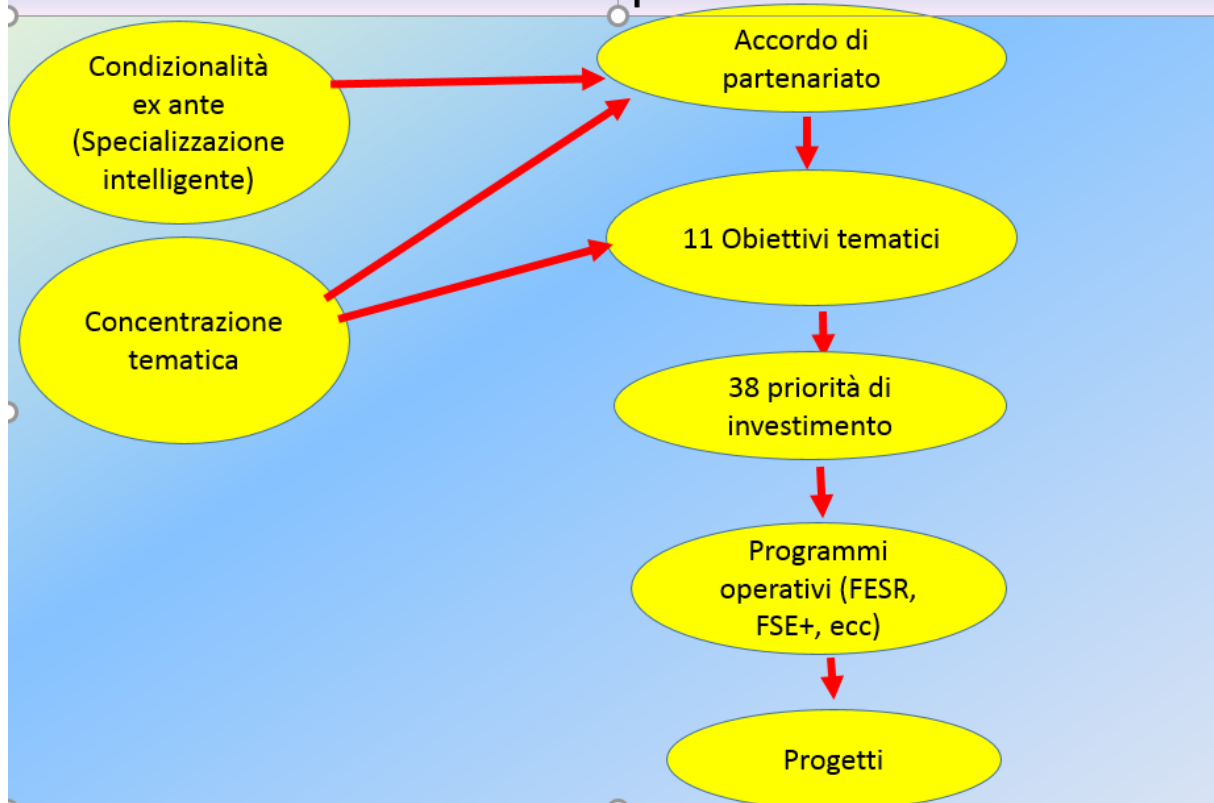 Condizionalità
ex ante
(Specializzazione
intelligente)
Concentrazione
tematica
Accordo di
partenariato
11 Obiettivi tematici
38 priorità di
investimento
Programmi
operativi (FESR,
FSE+, ecc)
Progetti